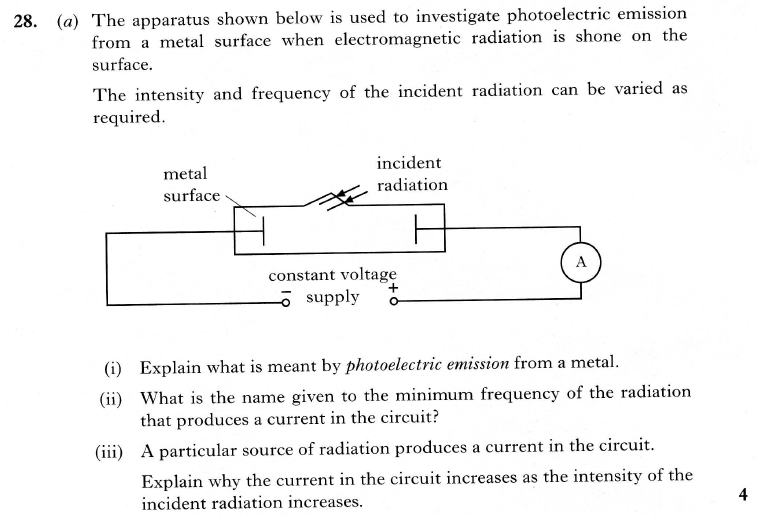 28. (a) The apparatus shown below is used to investigate photoelectric emission
from a metal surface when electromagnetic radiation is shone on the
surface.
The intensity and frequency of the incident radiation can be varied as
required.
metal
surface
incident
radiation
A
constant voltage
− supply +
(i) Explain what is meant by photoelectric emission from a metal.
(ii) What is the name given to the minimum frequency of the radiation
that produces a current in the circuit?
(iii) A particular source of radiation produces a current in the circuit.
Explain why the current in the circuit increases as the intensity of the
incident radiation increases. 4